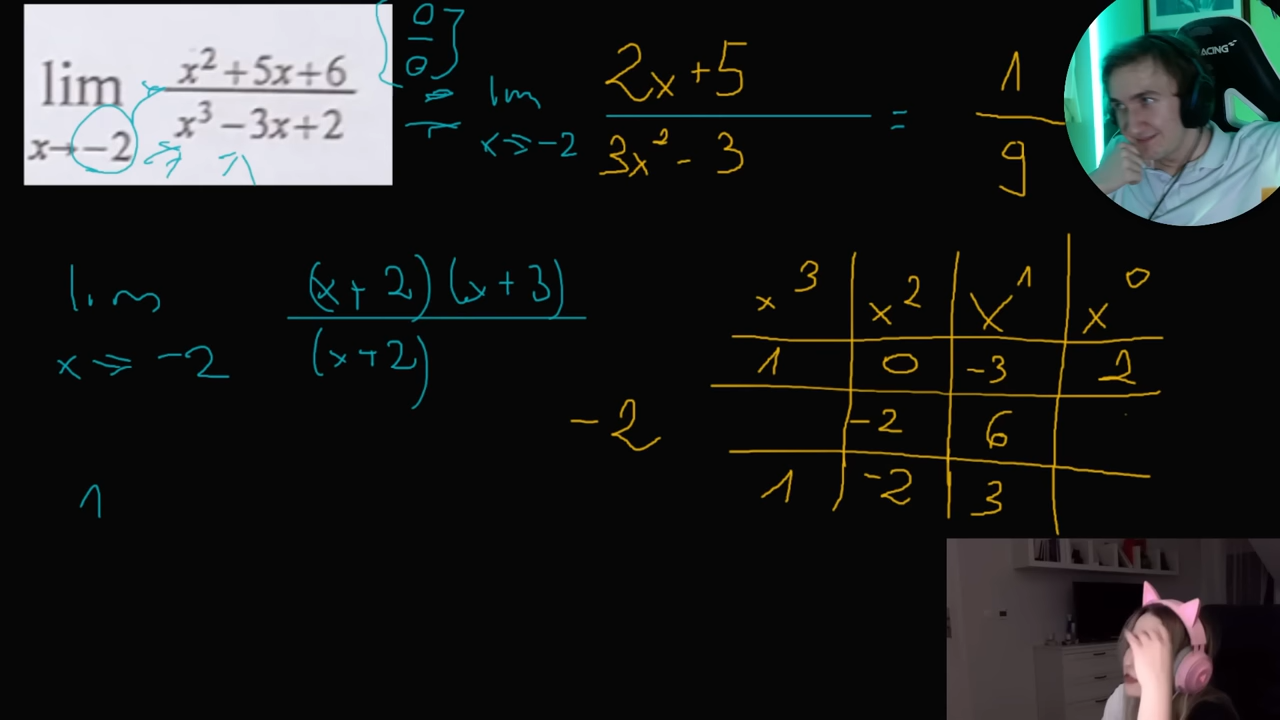 lim x→-2 x²+5x+6 / x³-3x+2
{0/0}
= lim x→-2 2x+5 / 3x²-3 = 1/9
lim x→-2 (x+2)(x+3) / (x+2)
1
x³ x² x¹ x⁰
1 0 -3 2
-2 -2 6
1 -2 3
ACING